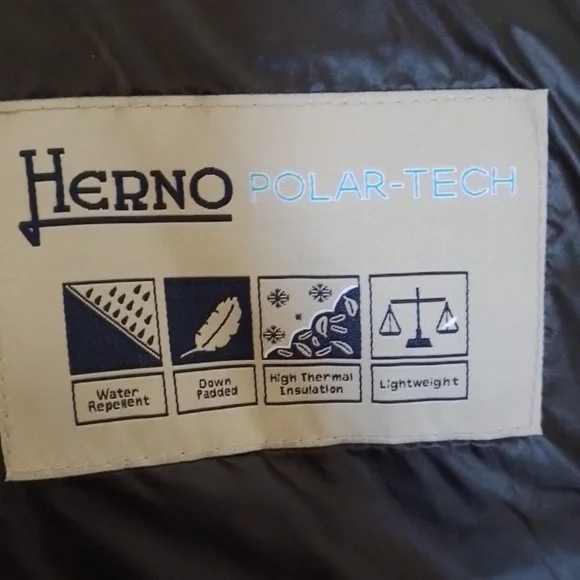 HERNO POLAR-TECH
Water
Repellent
Down
Padded
High Thermal
Insulation
Lightweight